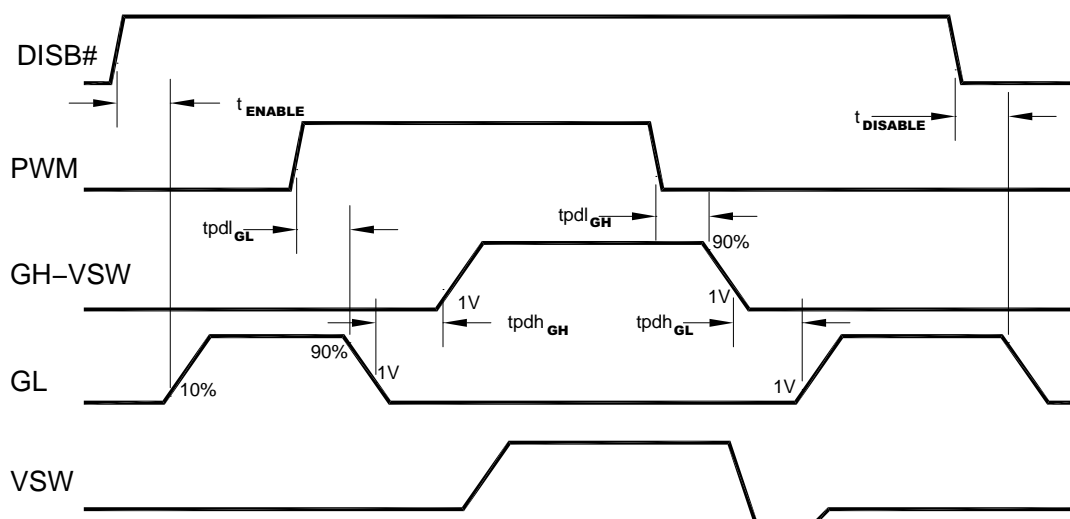 DISB#
t ENABLE
t DISABLE
PWM
tpdl GL
tpdl GH
90%
GH–VSW
1V
1V
tpdh GH
tpdh GL
90%
1V
1V
GL
10%
VSW